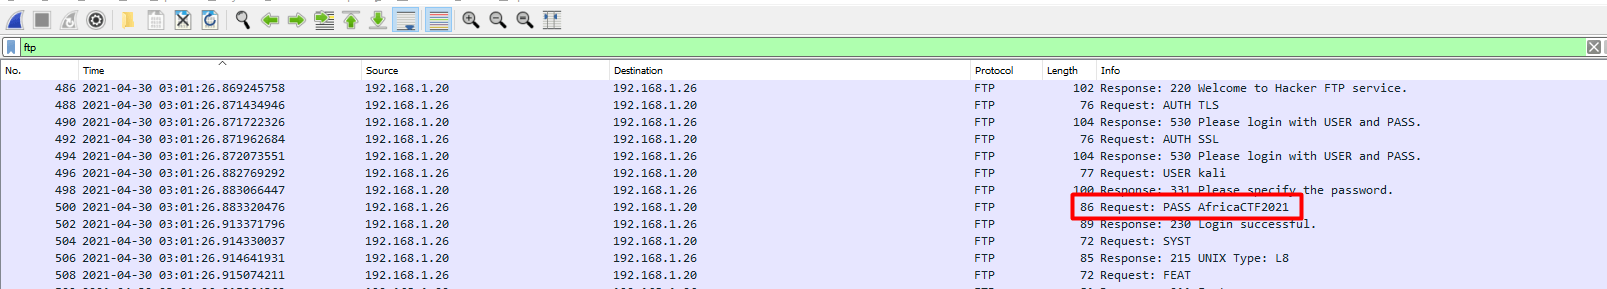 ftp
No. Time Source Destination Protocol Length Info
486 2021-04-30 03:01:26.869245758 192.168.1.20 192.168.1.26 FTP 102 Response: 220 Welcome to Hacker FTP service.
488 2021-04-30 03:01:26.871434946 192.168.1.26 192.168.1.20 FTP 76 Request: AUTH TLS
490 2021-04-30 03:01:26.871722326 192.168.1.20 192.168.1.26 FTP 104 Response: 530 Please login with USER and PASS.
492 2021-04-30 03:01:26.871962684 192.168.1.26 192.168.1.20 FTP 76 Request: AUTH SSL
494 2021-04-30 03:01:26.872073551 192.168.1.20 192.168.1.26 FTP 104 Response: 530 Please login with USER and PASS.
496 2021-04-30 03:01:26.882769292 192.168.1.26 192.168.1.20 FTP 77 Request: USER kali
498 2021-04-30 03:01:26.883066447 192.168.1.20 192.168.1.26 FTP 100 Response: 331 Please specify the password.
500 2021-04-30 03:01:26.883320476 192.168.1.26 192.168.1.20 FTP 86 Request: PASS AfricaCTF2021
502 2021-04-30 03:01:26.913371796 192.168.1.20 192.168.1.26 FTP 89 Response: 230 Login successful.
504 2021-04-30 03:01:26.914330037 192.168.1.26 192.168.1.20 FTP 72 Request: SYST
506 2021-04-30 03:01:26.914641931 192.168.1.20 192.168.1.26 FTP 85 Response: 215 UNIX Type: L8
508 2021-04-30 03:01:26.915074211 192.168.1.26 192.168.1.20 FTP 72 Request: FEAT